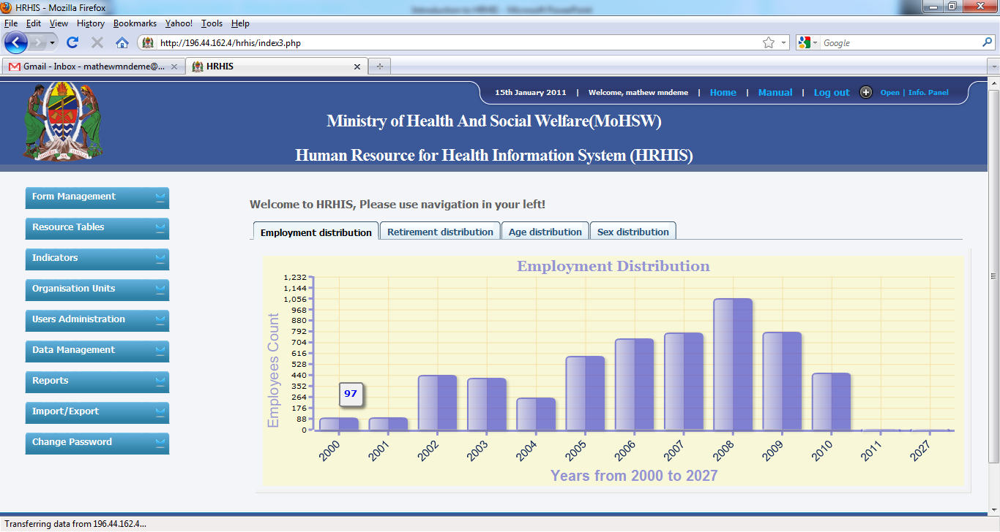 HRHIS - Mozilla Firefox
Introduction to HRHIS - Microsoft PowerPoint
File Edit View History Bookmarks Yahoo! Tools Help
http://196.44.162.4/hrhis/index3.php
Google
Gmail - Inbox - mathewmndeme@...
HRHIS
15th January 2011 | Welcome, mathew mndeme | Home | Manual | Log out Open | Info. Panel
Ministry of Health And Social Welfare(MoHSW)
Human Resource for Health Information System (HRHIS)
Form Management
Resource Tables
Indicators
Organisation Units
Users Administration
Data Management
Reports
Import/Export
Change Password
Welcome to HRHIS, Please use navigation in your left!
Employment distribution Retirement distribution Age distribution Sex distribution
Employment Distribution
Employees Count
1,232
1,144
1,056
968
880
792
704
616
528
440
352
264
176
88
0
97
2000 2001 2002 2003 2004 2005 2006 2007 2008 2009 2010 2011 2027
Years from 2000 to 2027
Transferring data from 196.44.162.4...